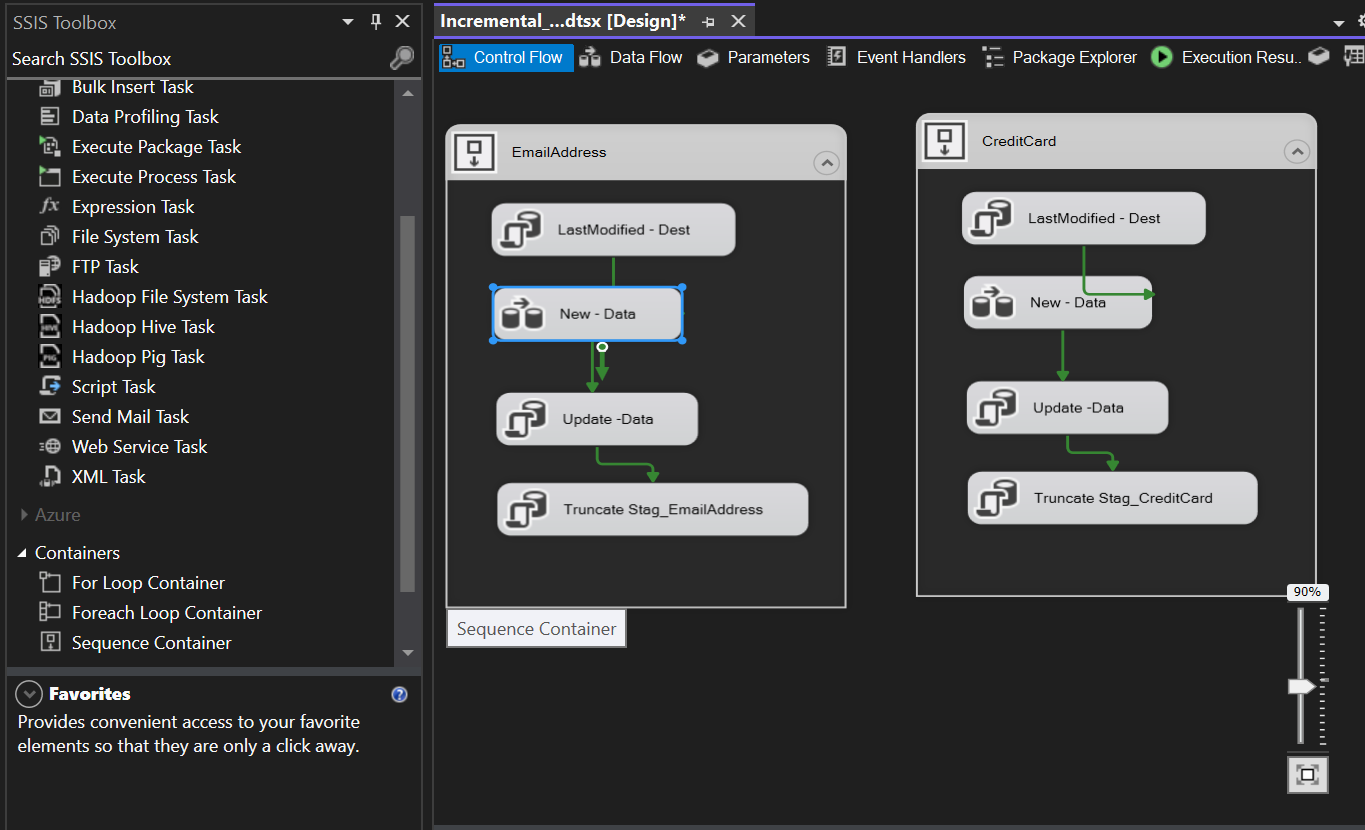 SSIS Toolbox
Search SSIS Toolbox
Bulk Insert Task
Data Profiling Task
Execute Package Task
Execute Process Task
fx Expression Task
File System Task
FTP Task
HDFS Hadoop File System Task
HIVE Hadoop Hive Task
PIG Hadoop Pig Task
Script Task
Send Mail Task
Web Service Task
XML Task
Azure
Containers
For Loop Container
Foreach Loop Container
Sequence Container
Favorites
Provides convenient access to your favorite
elements so that they are only a click away.
Incremental_...dtsx [Design]*
Control Flow Data Flow Parameters Event Handlers Package Explorer Execution Resu..
EmailAddress
LastModified - Dest
New - Data
Update -Data
Truncate Stag_EmailAddress
Sequence Container
CreditCard
LastModified - Dest
New - Data
Update -Data
Truncate Stag_CreditCard
90%